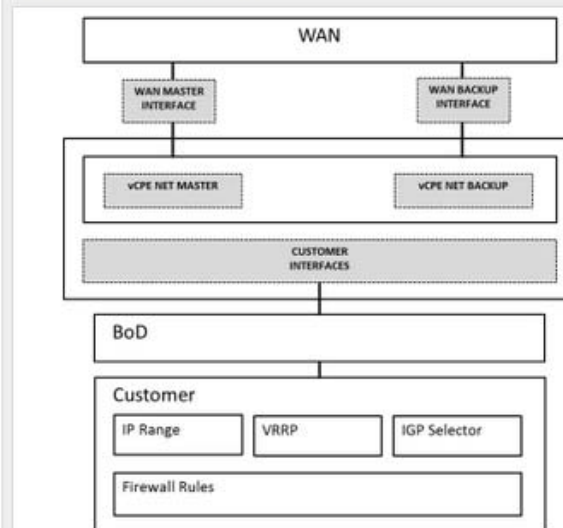 WAN
WAN MASTER
INTERFACE
WAN BACKUP
INTERFACE
vCPE NET MASTER
vCPE NET BACKUP
CUSTOMER
INTERFACES
BoD
Customer
IP Range
VRRP
IGP Selector
Firewall Rules